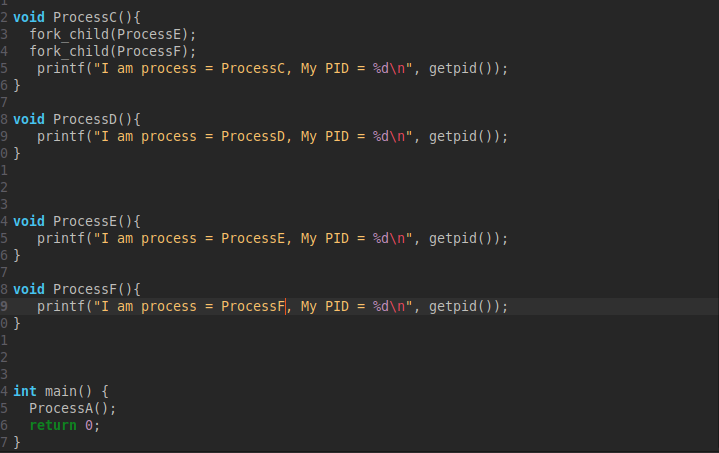 1
2 void ProcessC(){
3 fork_child(ProcessE);
4 fork_child(ProcessF);
5 printf("I am process = ProcessC, My PID = %d\n", getpid());
6 }
7
8 void ProcessD(){
9 printf("I am process = ProcessD, My PID = %d\n", getpid());
0 }
1
2
3
4 void ProcessE(){
5 printf("I am process = ProcessE, My PID = %d\n", getpid());
6 }
7
8 void ProcessF(){
9 printf("I am process = ProcessF, My PID = %d\n", getpid());
0 }
1
2
3
4 int main() {
5 ProcessA();
6 return 0;
7 }